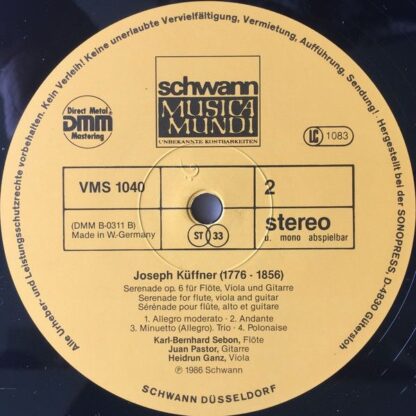 Alle Urheber- und Leistungsschutzrechte vorbehalten. Kein Verleih! Keine unerlaubte Vervielfältigung, Vermietung, Aufführung, Sendung! · Hergestellt bei der SONOPRESS, D-4830 Gütersloh
schwann
MUSICA
MUNDI
UNBEKANNTE KOSTBARKEITEN
Direct Metal
DMM
Mastering
LC 1083
VMS 1040
2
(DMM B-0311 B)
Made in W.-Germany
ST 33
stereo
u. mono abspielbar
Joseph Küffner (1776 - 1856)
Serenade op. 6 für Flöte, Viola und Gitarre
Serenade for flute, viola and guitar
Sérénade pour flûte, alto et guitare
1. Allegro moderato · 2. Andante
3. Minuetto (Allegro). Trio · 4. Polonaise
Karl-Bernhard Sebon, Flöte
Juan Pastor, Gitarre
Heidrun Ganz, Viola
Ⓟ 1986 Schwann
SCHWANN DÜSSELDORF